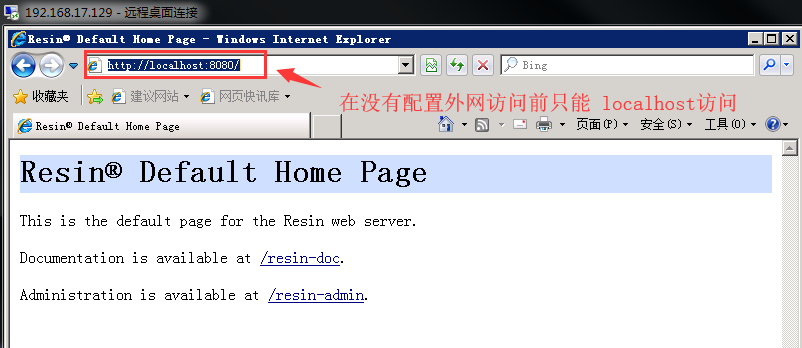 192.168.17.129 - 远程桌面连接
Resin® Default Home Page - Windows Internet Explorer
http://localhost:8080/
Bing
收藏夹 建议网站 网页快讯库
在没有配置外网访问前只能 localhost访问
Resin® Default Home Page
页面(P) 安全(S) 工具(O)
Resin® Default Home Page
This is the default page for the Resin web server.
Documentation is available at /resin-doc.
Administration is available at /resin-admin.